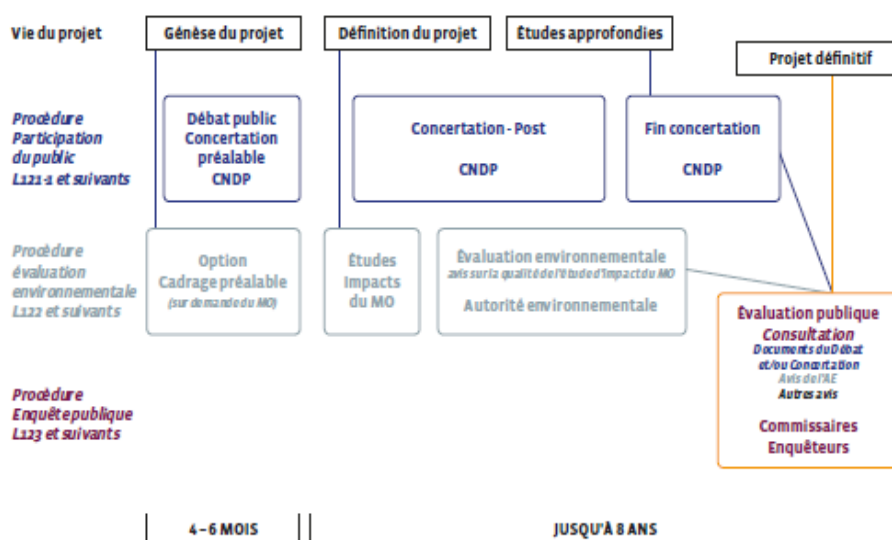 Vie du projet
Génèse du projet
Définition du projet
Études approfondies
Projet définitif
Procédure
Participation
du public
L121-1 et suivants
Débat public
Concertation
préalable
CNDP
Concertation - Post
CNDP
Fin concertation
CNDP
Procédure
évaluation
environnementale
L122 et suivants
Option
Cadrage préalable
(sur demande du MO)
Études
Impacts
du MO
Évaluation environnementale
avis sur la qualité de l'étude d'impact du MO
Autorité environnementale
Procédure
Enquête publique
L123 et suivants
Évaluation publique
Consultation
Documents du Débat
et/ou Concertation
Avis de l'AE
Autres avis
Commissaires
Enquêteurs
4 – 6 MOIS
JUSQU'À 8 ANS